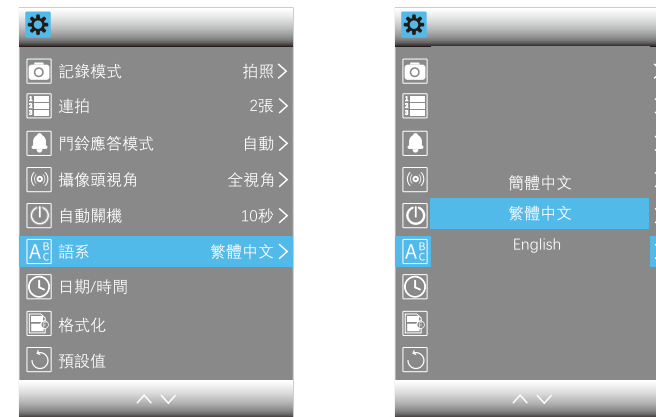 記錄模式 拍照
連拍 2張
門鈴應答模式 自動
攝像頭視角 全視角
自動關機 10秒
語系 繁體中文
日期/時間
格式化
預設值
簡體中文
繁體中文
English